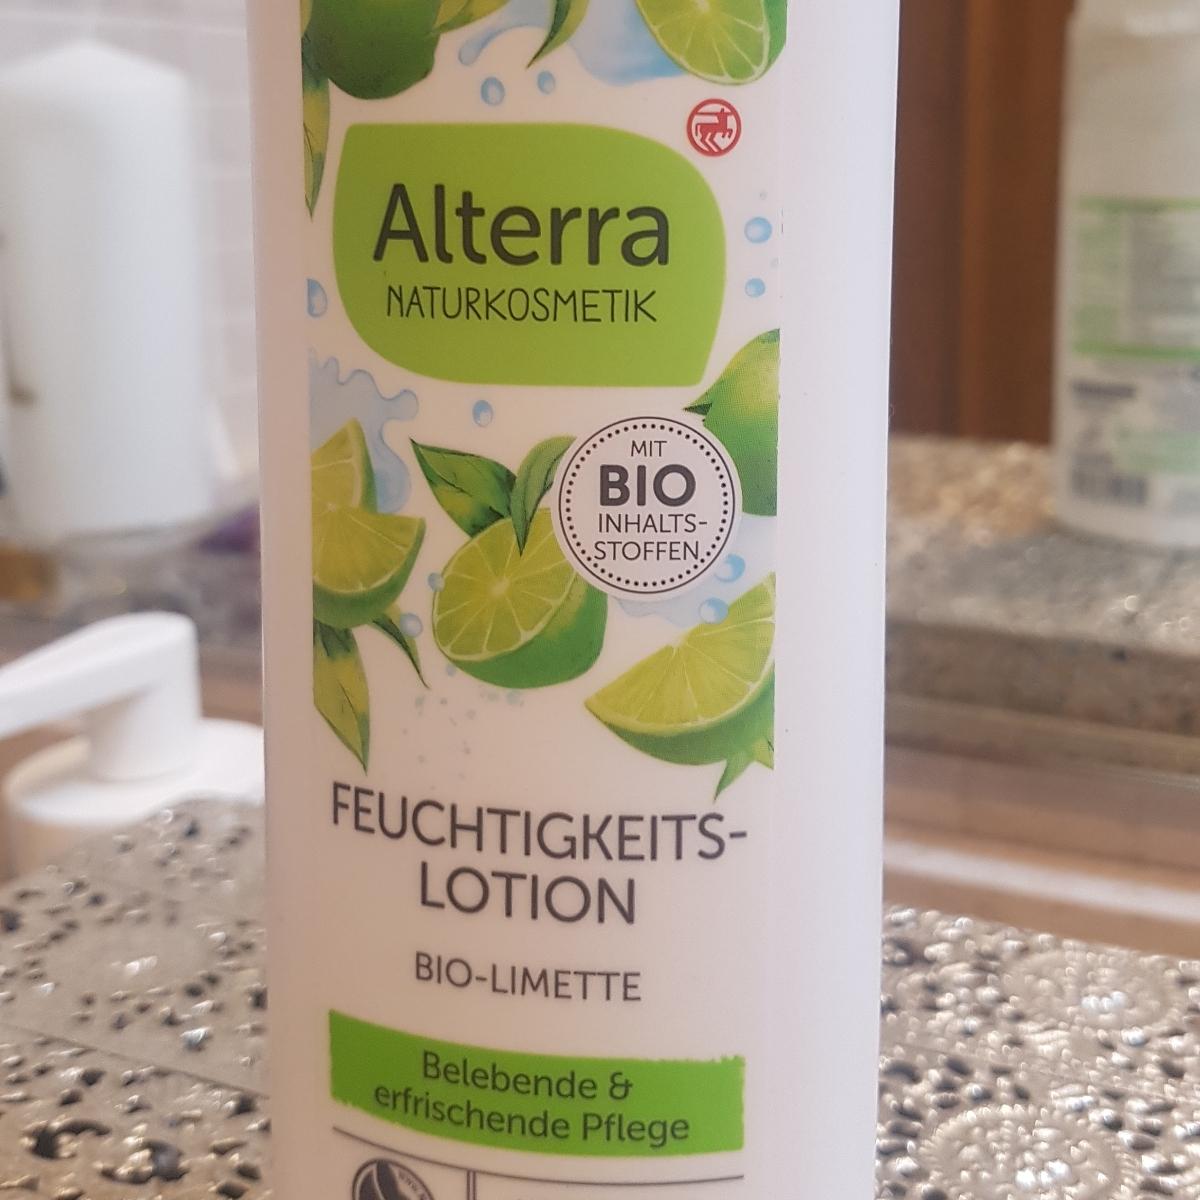 Alterra
NATURKOSMETIK
MIT
BIO
INHALTS-
STOFFEN
FEUCHTIGKEITS-
LOTION
BIO-LIMETTE
Belebende &
erfrischende Pflege